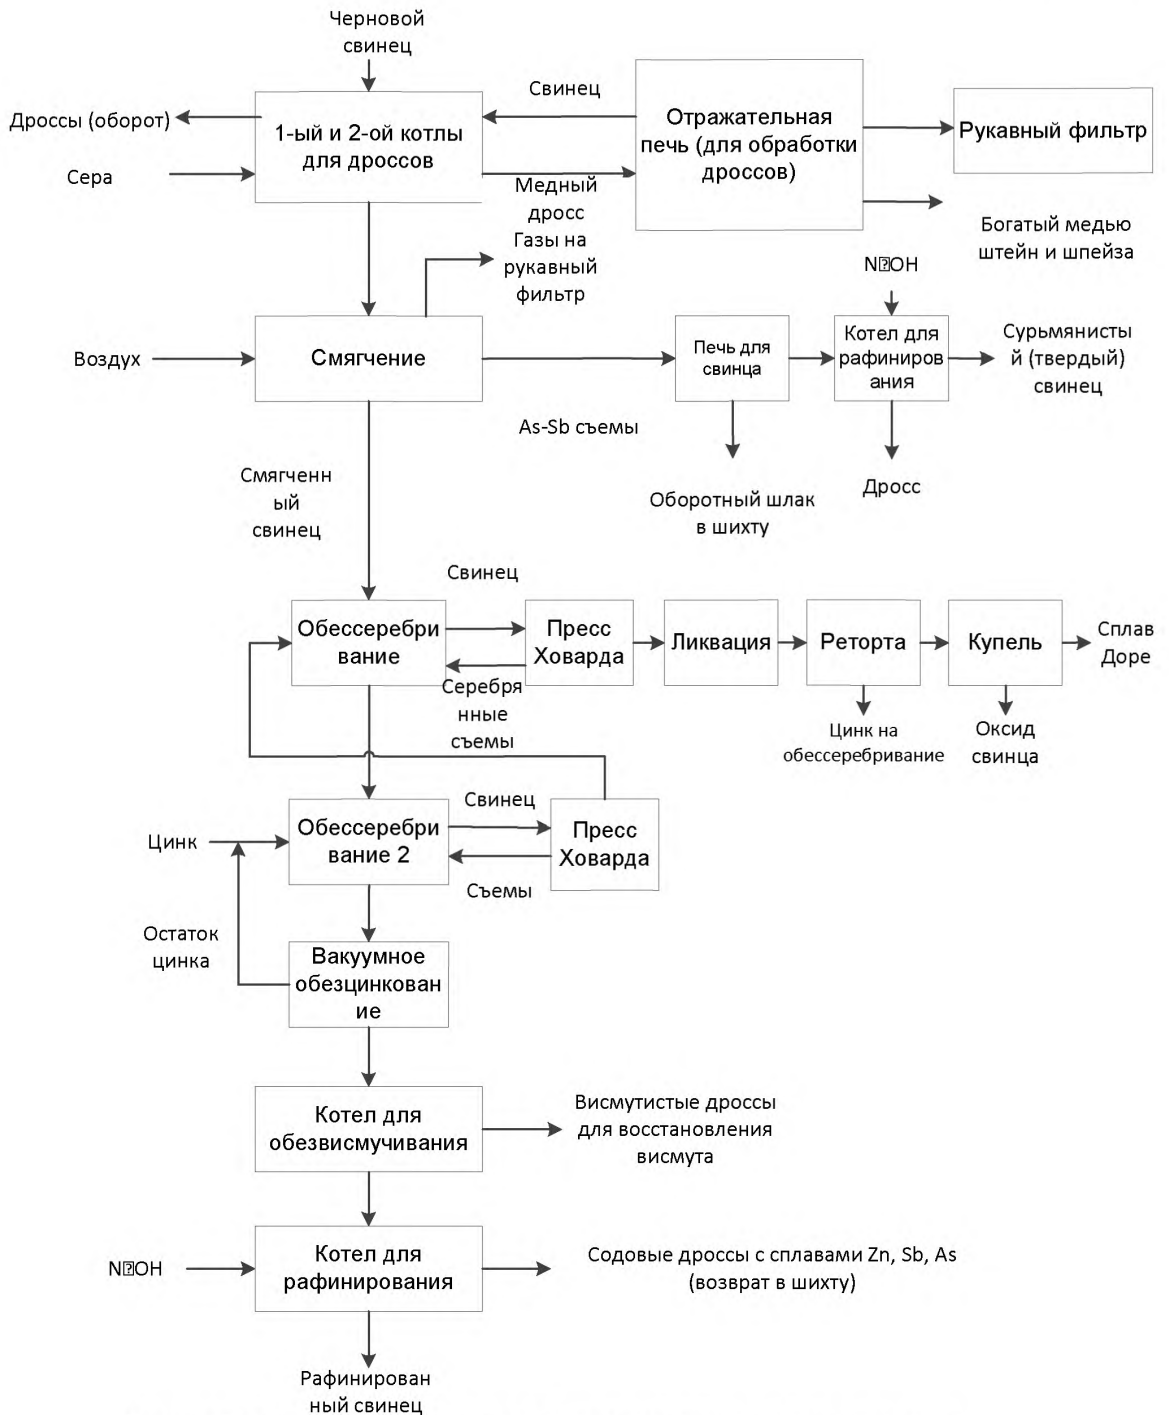 Черновой
свинец
Дроссы (оборот)
Сера
1-ый и 2-ой котлы
для дроссов
Свинец
Медный
дросс
Отражательная
печь (для обработки
дроссов)
Рукавный фильтр
Богатый медью
штейн и шпейза
Газы на
рукавный
фильтр
N⍰OH
Воздух
Смягчение
As-Sb съемы
Печь для
свинца
Котел для
рафиниров
ания
Сурьмянисты
й (твердый)
свинец
Оборотный шлак
в шихту
Дросс
Смягченн
ый
свинец
Свинец
Обессеребри
вание
Серебря
нные
съемы
Пресс
Ховарда
Ликвация
Реторта
Купель
Сплав
Доре
Цинк на
обессеребривание
Оксид
свинца
Цинк
Обессеребри
вание 2
Свинец
Съемы
Пресс
Ховарда
Остаток
цинка
Вакуумное
обезцинкован
ие
Котел для
обезвисмучивания
Висмутистые дроссы
для восстановления
висмута
N⍰OH
Котел для
рафинирования
Содовые дроссы с сплавами Zn, Sb, As
(возврат в шихту)
Рафинирован
ный свинец